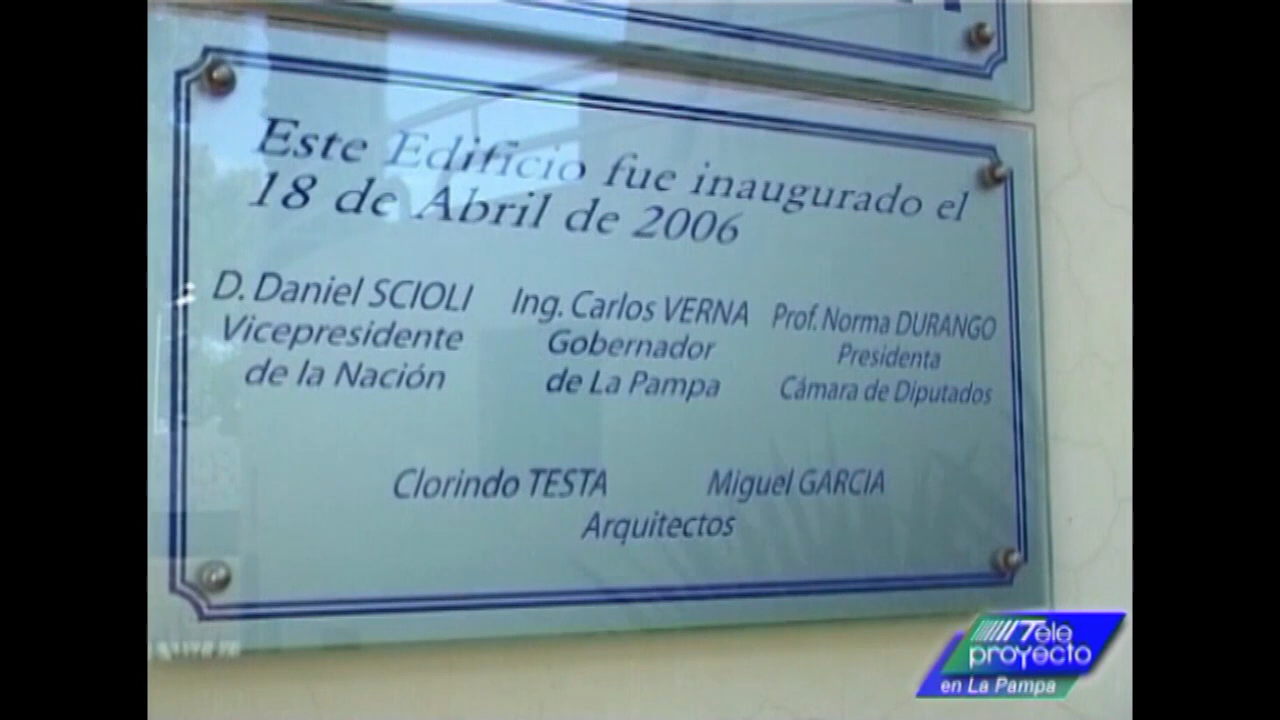 Este Edificio fue inaugurado el
18 de Abril de 2006
D. Daniel SCIOLI
Vicepresidente
de la Nación
Ing. Carlos VERNA
Gobernador
de La Pampa
Prof. Norma DURANGO
Presidenta
Cámara de Diputados
Clorindo TESTA
Miguel GARCIA
Arquitectos
Tele
proyecto
en La Pampa